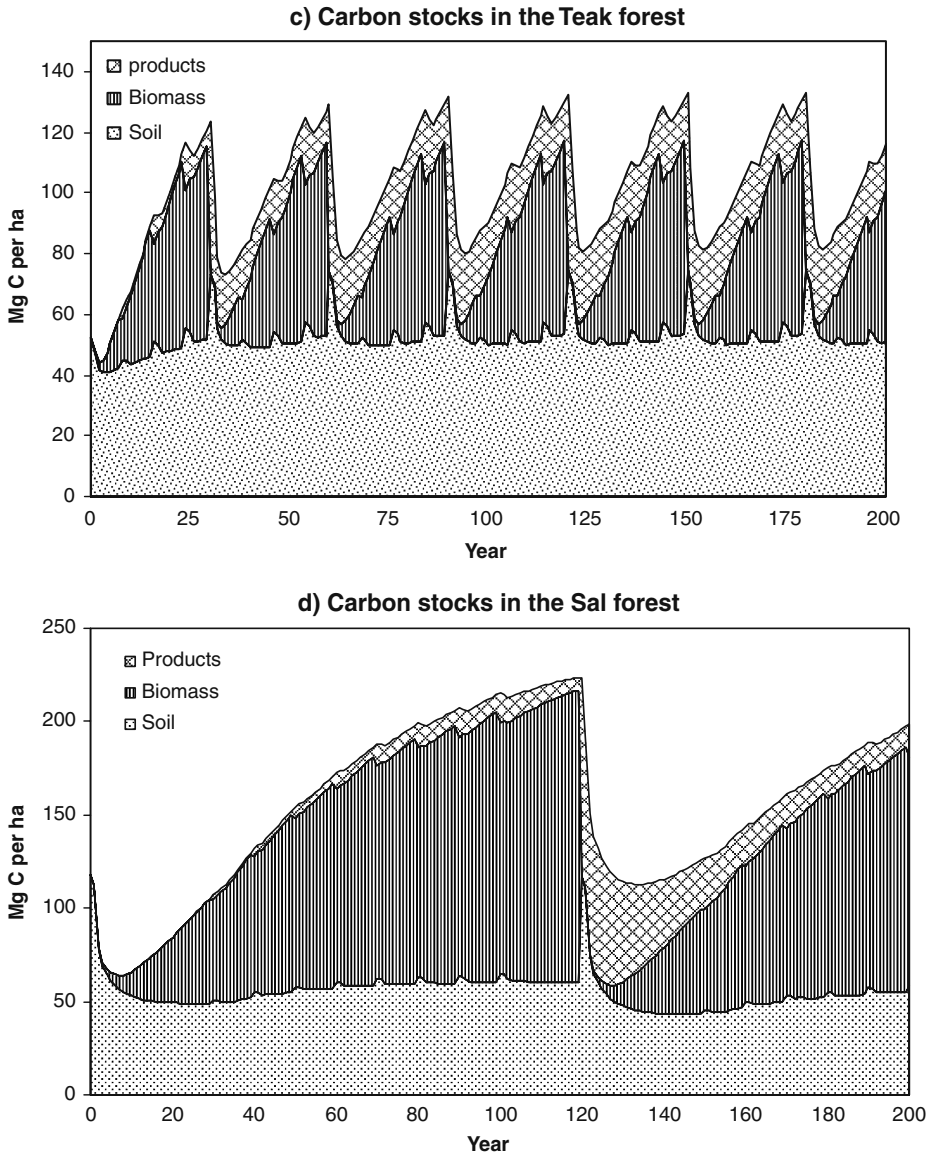 c) Carbon stocks in the Teak forest
140
120
100
80
60
40
20
0
Mg C per ha
products
Biomass
Soil
0 25 50 75 100 125 150 175 200
Year
d) Carbon stocks in the Sal forest
250
200
150
100
50
0
Mg C per ha
Products
Biomass
Soil
0 20 40 60 80 100 120 140 160 180 200
Year